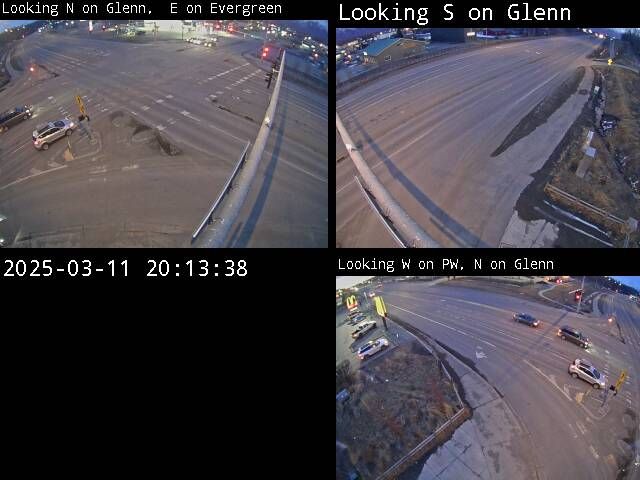 Looking N on Glenn, E on Evergreen
Looking S on Glenn
2025-03-11 20:13:38
Looking W on PW, N on Glenn